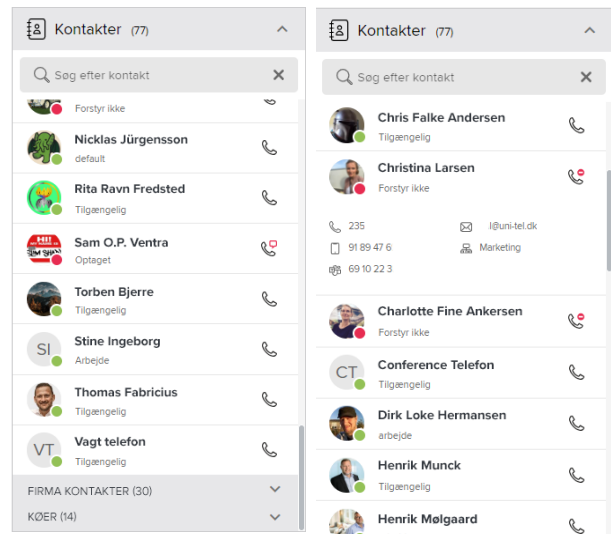 Kontakter (77)
Søg efter kontakt
Forstyr ikke
Nicklas Jürgensson
default
Rita Ravn Fredsted
Tilgængelig
HI!
Sam O.P. Ventra
Optaget
Torben Bjerre
Tilgængelig
SI
Stine Ingeborg
Arbejde
Thomas Fabricius
Tilgængelig
VT
Vagt telefon
Tilgængelig
FIRMA KONTAKTER (30)
KØER (14)
Kontakter (77)
Søg efter kontakt
Chris Falke Andersen
Tilgængelig
Christina Larsen
Forstyr ikke
235
l@uni-tel.dk
91 89 47 6
Marketing
69 10 22 3
Charlotte Fine Ankersen
Forstyr ikke
CT
Conference Telefon
Tilgængelig
Dirk Loke Hermansen
arbejde
Henrik Munck
Tilgængelig
Henrik Mølgaard